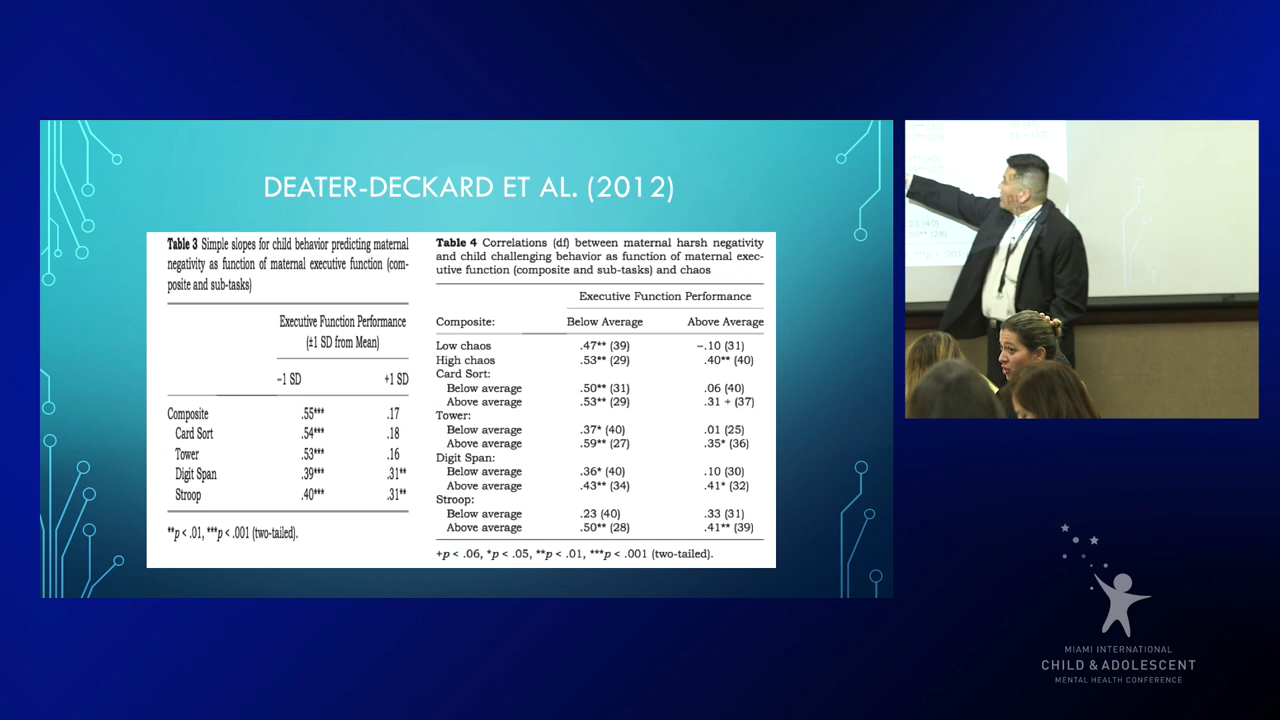 DEATER-DECKARD ET AL. (2012)
Table 3 Simple slopes for child behavior predicting maternal
negativity as function of maternal executive function (com-
posite and sub-tasks)
Executive Function Performance
(±1 SD from Mean)
−1 SD +1 SD
Composite .55*** .17
Card Sort .54*** .18
Tower .53*** .16
Digit Span .39*** .31**
Stroop .40*** .31**
**p < .01, ***p < .001 (two-tailed).
Table 4 Correlations (df) between maternal harsh negativity
and child challenging behavior as function of maternal exec-
utive function (composite and sub-tasks) and chaos
Executive Function Performance
Composite: Below Average Above Average
Low chaos .47** (39) −.10 (31)
High chaos .53** (29) .40** (40)
Card Sort:
Below average .50** (31) .06 (40)
Above average .53** (29) .31 + (37)
Tower:
Below average .37* (40) .01 (25)
Above average .59** (27) .35* (36)
Digit Span:
Below average .36* (40) .10 (30)
Above average .43** (34) .41* (32)
Stroop:
Below average .23 (40) .33 (31)
Above average .50** (28) .41** (39)
+p < .06, *p < .05, **p < .01, ***p < .001 (two-tailed).
MIAMI INTERNATIONAL
CHILD & ADOLESCENT
MENTAL HEALTH CONFERENCE